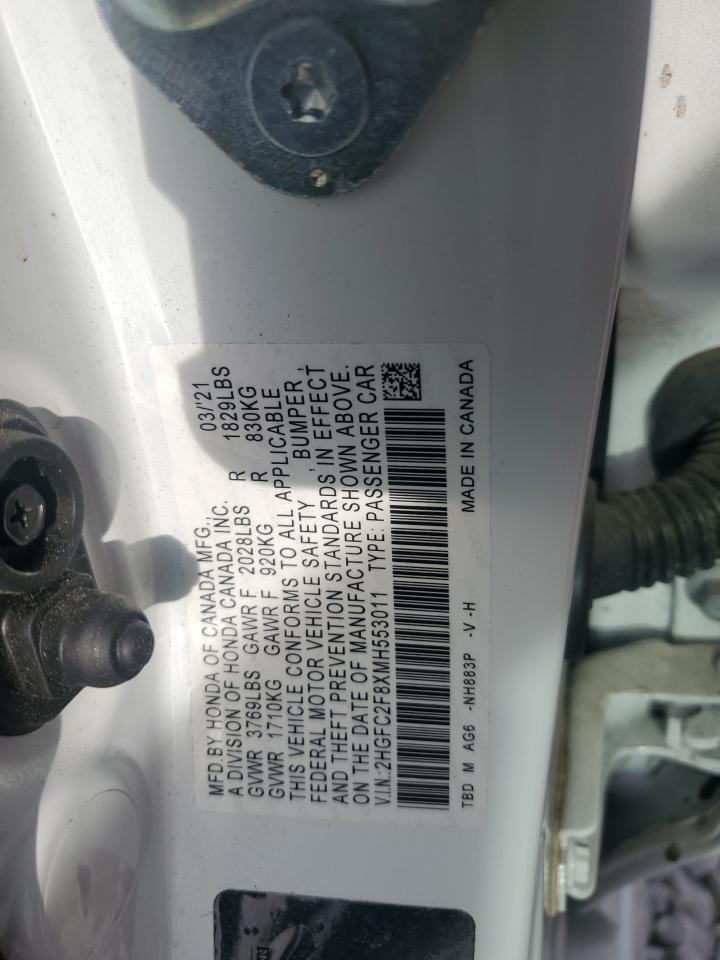 MFD.BY HONDA OF CANADA MFG., 03/'21
A DIVISION OF HONDA CANADA INC.
GVWR 3769LBS GAWR F 2028LBS R 1829LBS
GVWR 1710KG GAWR F 920KG R 830KG
THIS VEHICLE CONFORMS TO ALL APPLICABLE
FEDERAL MOTOR VEHICLE SAFETY , BUMPER ,
AND THEFT PREVENTION STANDARDS IN EFFECT
ON THE DATE OF MANUFACTURE SHOWN ABOVE.
V.I.N.:2HGFC2F8XMH553011 TYPE: PASSENGER CAR
TBD M AG6 -NH883P -V -H MADE IN CANADA